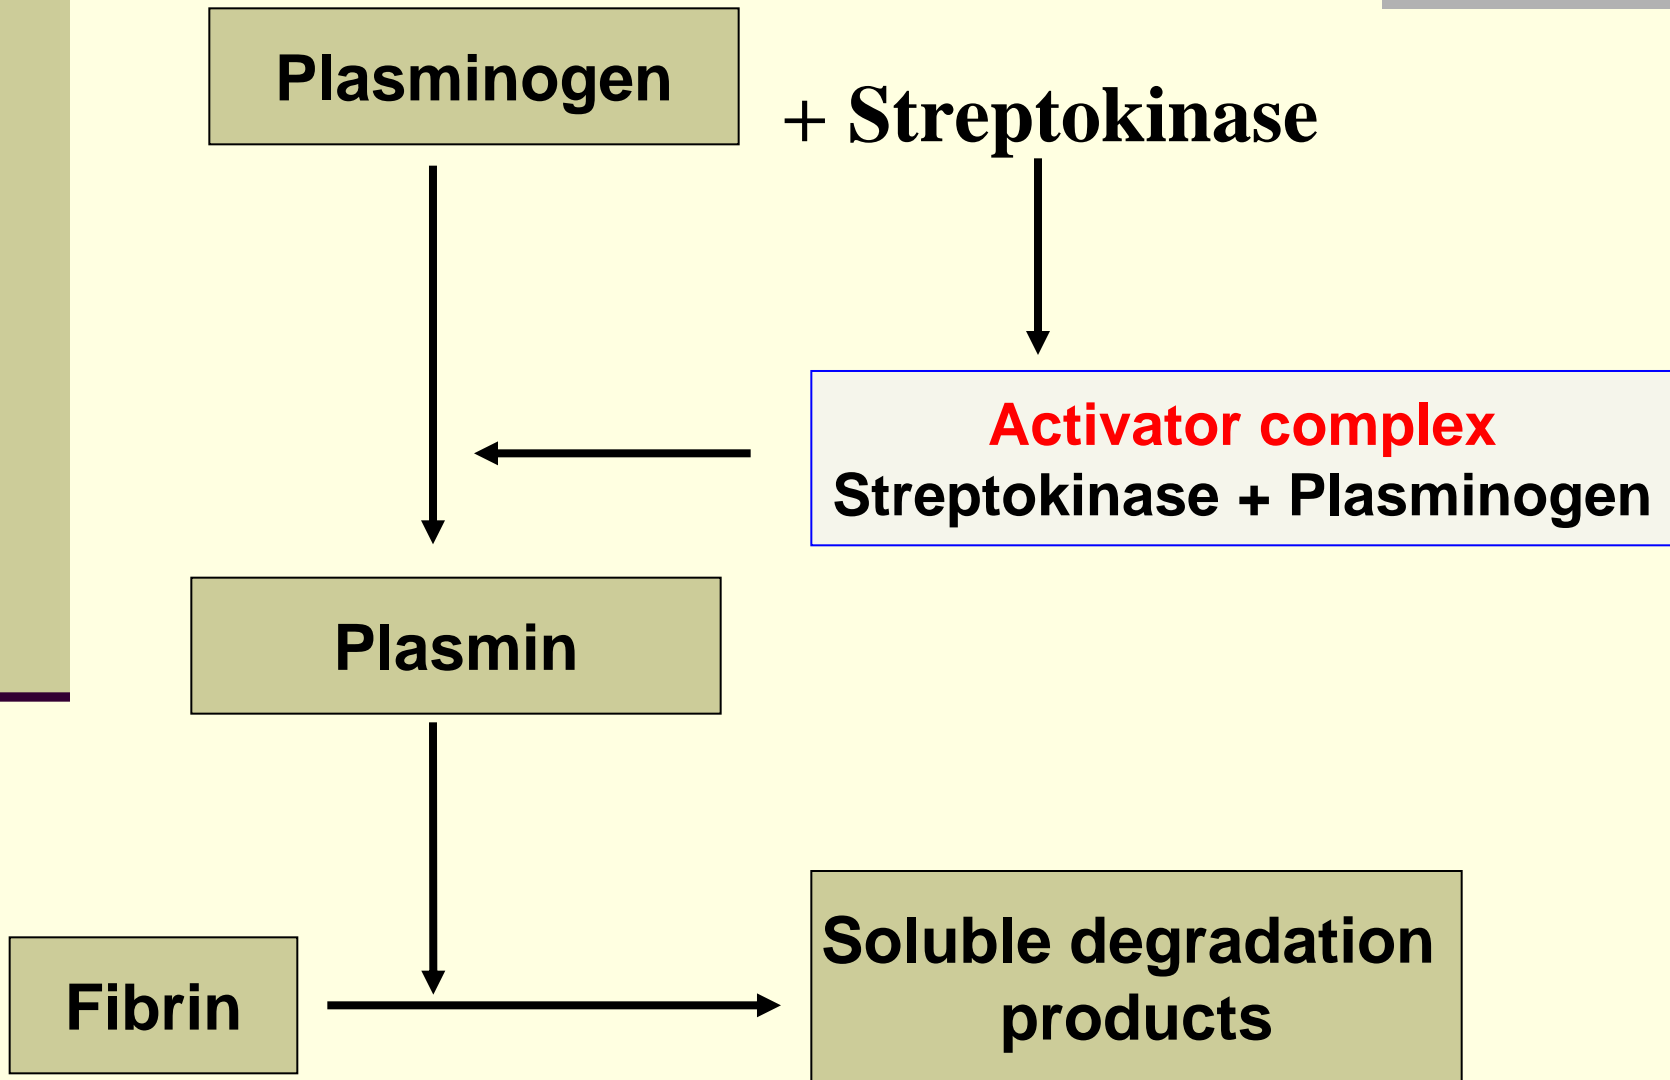 Plasminogen
+ Streptokinase
Activator complex
Streptokinase + Plasminogen
Plasmin
Soluble degradation
products
Fibrin